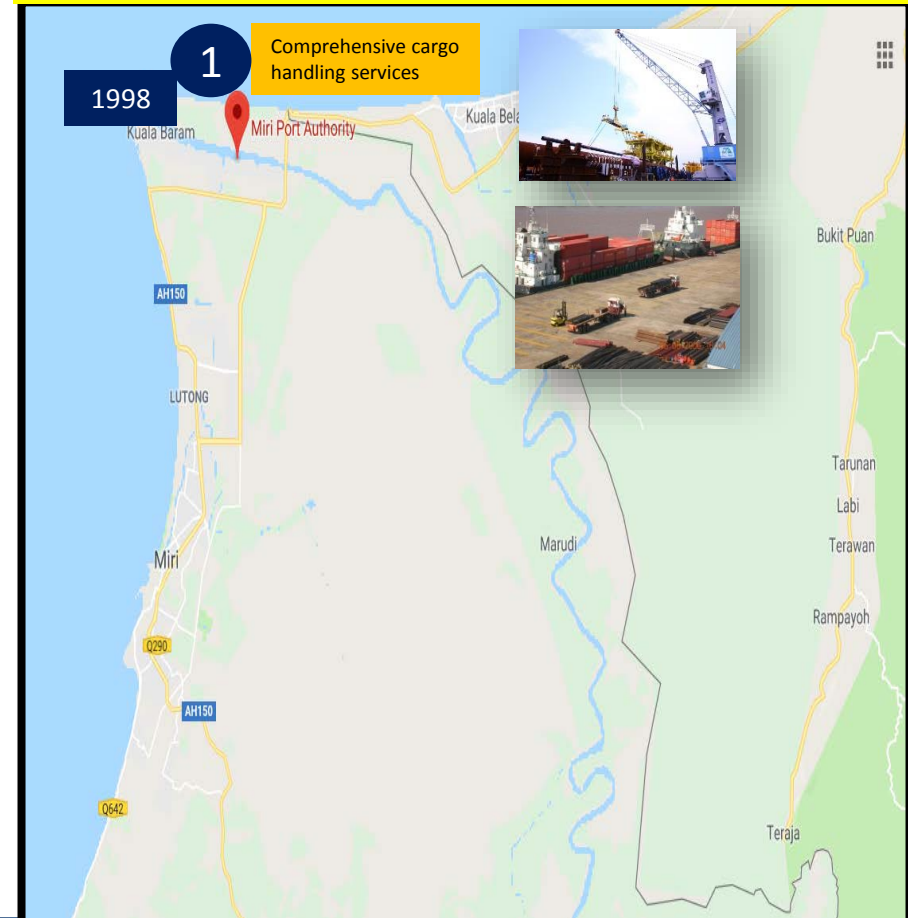 1
Comprehensive cargo
handling services
1998
Kuala Baram
Miri Port Authority
Kuala Bela
Bukit Puan
AH150
LUTONG
Tarunan
Labi
Terawan
Marudi
Miri
Rampayoh
Q290
AH150
Q642
Teraja